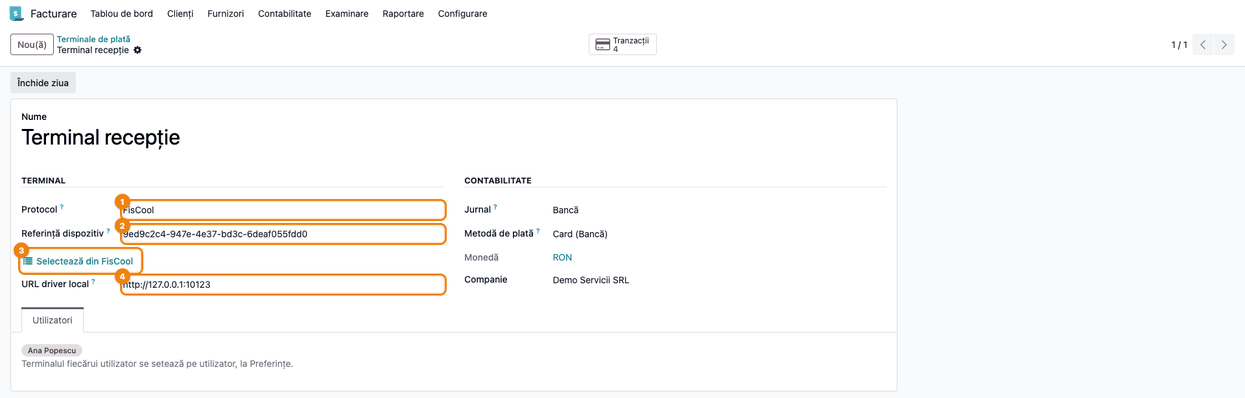 Facturare Tablou de bord Clienți Furnizori Contabilitate Examinare Raportare Configurare
Nou(ă) Terminale de plată
Terminal recepție
Tranzacții
4
1 / 1
Închide ziua
Nume
Terminal recepție
TERMINAL
CONTABILITATE
Protocol ? 1 FisCool
Jurnal ? Bancă
Referință dispozitiv ? 2 9ed9c2c4-947e-4e37-bd3c-6deaf055fdd0
Metodă de plată ? Card (Bancă)
3 Selectează din FisCool
Monedă RON
URL driver local ? 4 http://127.0.0.1:10123
Companie Demo Servicii SRL
Utilizatori
Ana Popescu
Terminalul fiecărui utilizator se setează pe utilizator, la Preferințe.